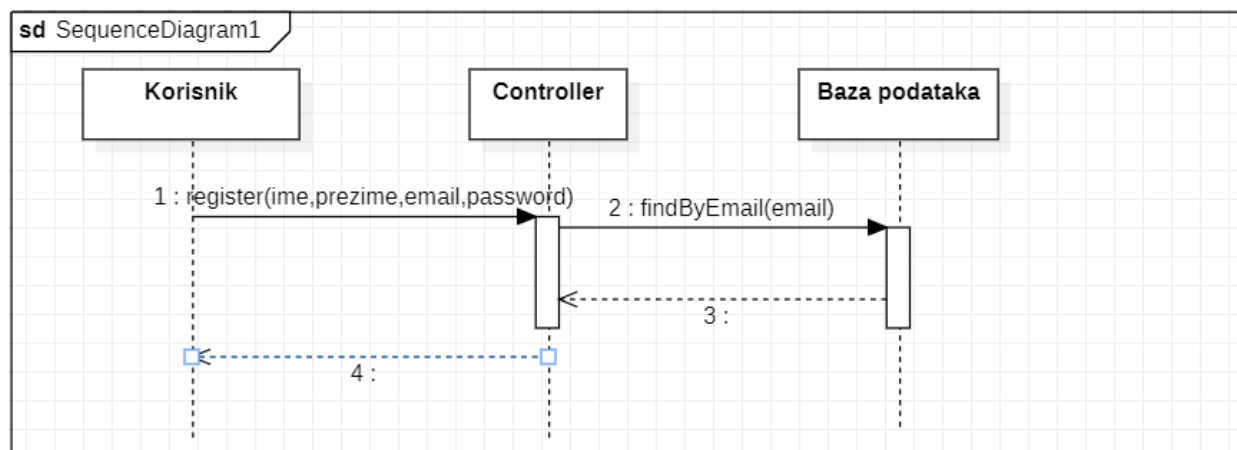 sd SequenceDiagram1
Korisnik
Controller
Baza podataka
1 : register(ime,prezime,email,password)
2 : findByEmail(email)
3 :
4 :